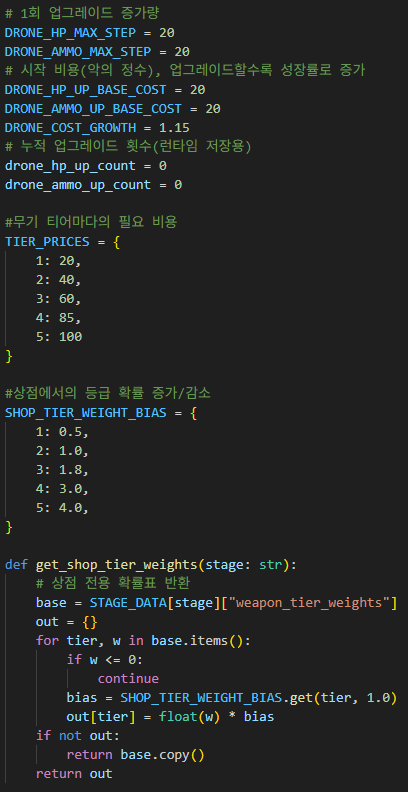 # 1회 업그레이드 증가량
DRONE_HP_MAX_STEP = 20
DRONE_AMMO_MAX_STEP = 20
# 시작 비용(악의 정수), 업그레이드할수록 성장률로 증가
DRONE_HP_UP_BASE_COST = 20
DRONE_AMMO_UP_BASE_COST = 20
DRONE_COST_GROWTH = 1.15
# 누적 업그레이드 횟수(런타임 저장용)
drone_hp_up_count = 0
drone_ammo_up_count = 0

#무기 티어마다의 필요 비용
TIER_PRICES = {
    1: 20,
    2: 40,
    3: 60,
    4: 85,
    5: 100
}

#상점에서의 등급 확률 증가/감소
SHOP_TIER_WEIGHT_BIAS = {
    1: 0.5,
    2: 1.0,
    3: 1.8,
    4: 3.0,
    5: 4.0,
}

def get_shop_tier_weights(stage: str):
    # 상점 전용 확률표 반환
    base = STAGE_DATA[stage]["weapon_tier_weights"]
    out = {}
    for tier, w in base.items():
        if w <= 0:
            continue
        bias = SHOP_TIER_WEIGHT_BIAS.get(tier, 1.0)
        out[tier] = float(w) * bias
    if not out:
        return base.copy()
    return out